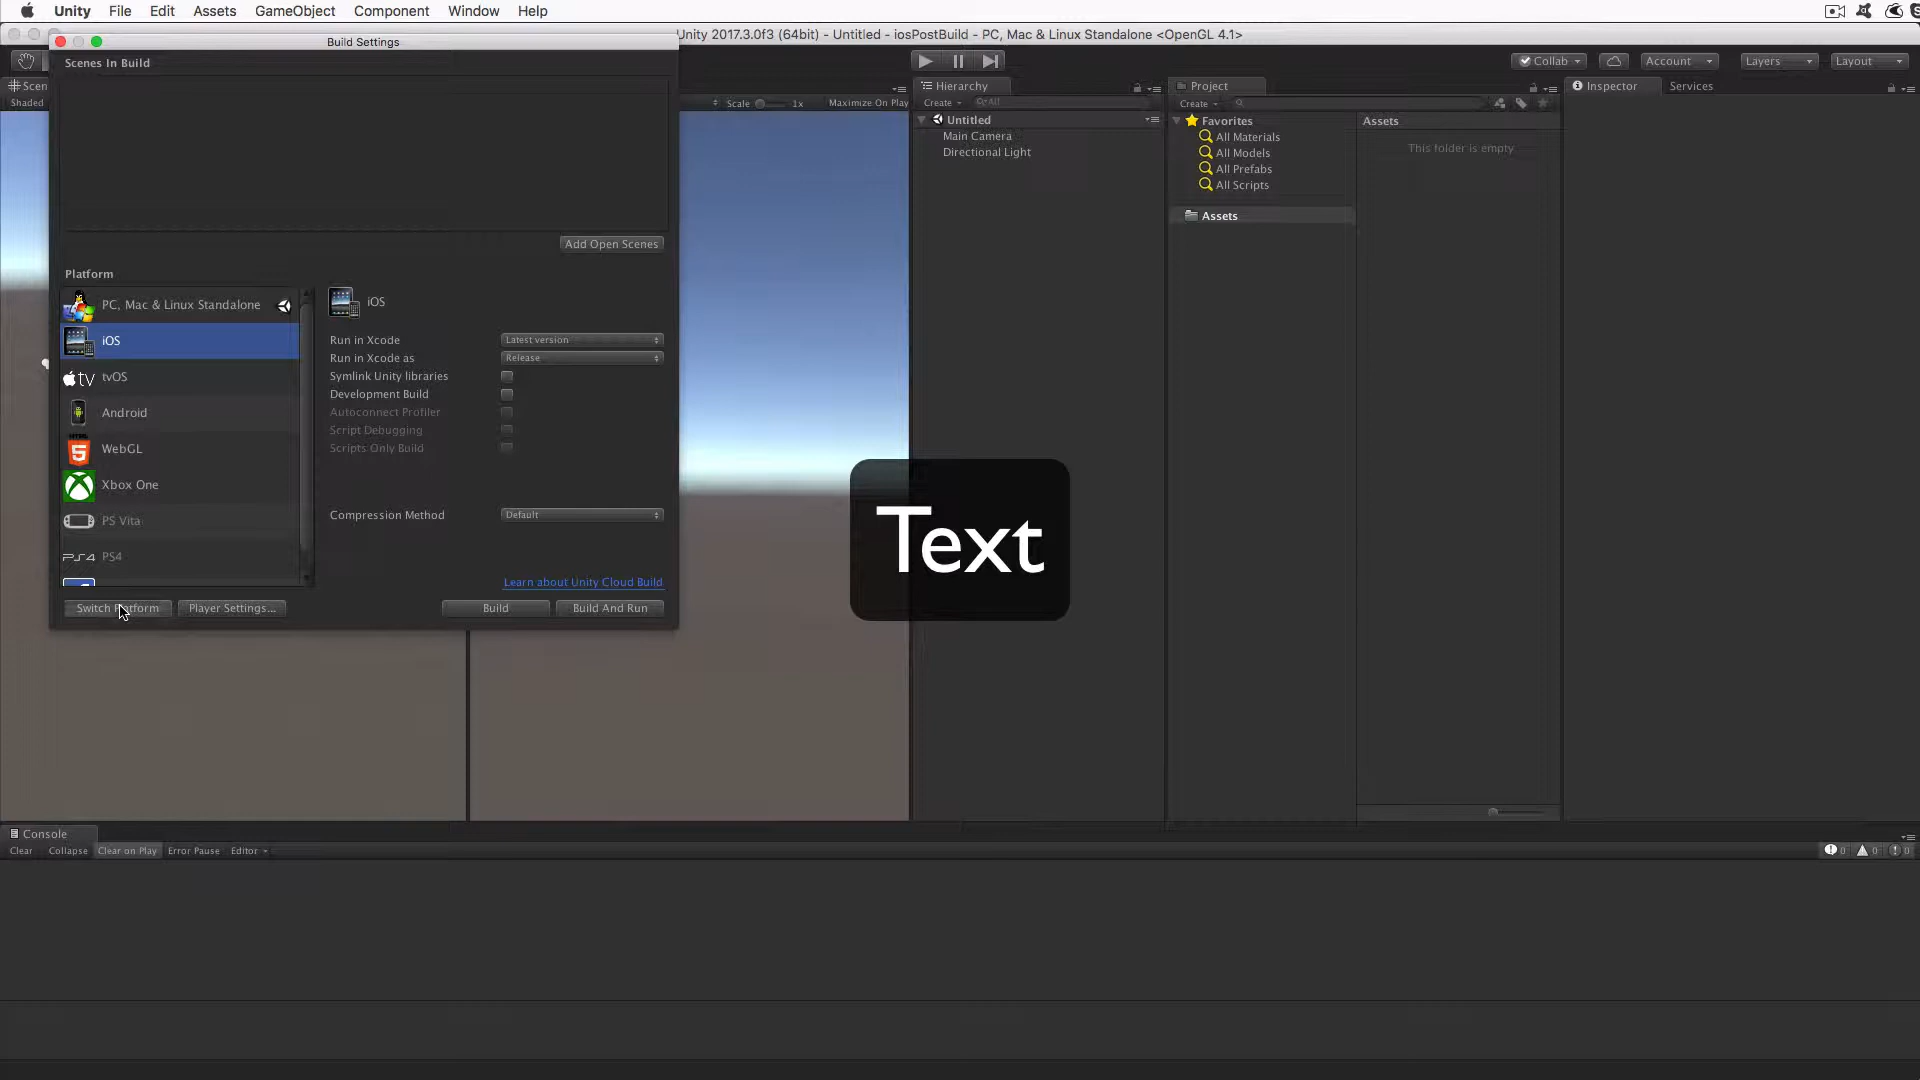 Unity File Edit Assets GameObject Component Window Help
Build Settings
Unity 2017.3.0f3 (64bit) - Untitled - iosPostBuild - PC, Mac & Linux Standalone <OpenGL 4.1>
Scenes In Build
Collab Account Layers Layout
Scen
Hierarchy
Project
Inspector Services
Shaded
Scale 1x Maximize On Play
Create All
Create
Untitled
Main Camera
Directional Light
Favorites
All Materials
All Models
All Prefabs
All Scripts
Assets
Assets
This folder is empty
Add Open Scenes
Platform
PC, Mac & Linux Standalone
iOS
tvOS
Android
WebGL
Xbox One
PS Vita
PS4
iOS
Run in Xcode Latest version
Run in Xcode as Release
Symlink Unity libraries
Development Build
Autoconnect Profiler
Script Debugging
Scripts Only Build
Compression Method Default
Learn about Unity Cloud Build
Switch Platform Player Settings... Build Build And Run
Text
Console
Clear Collapse Clear on Play Error Pause Editor
0 0 0